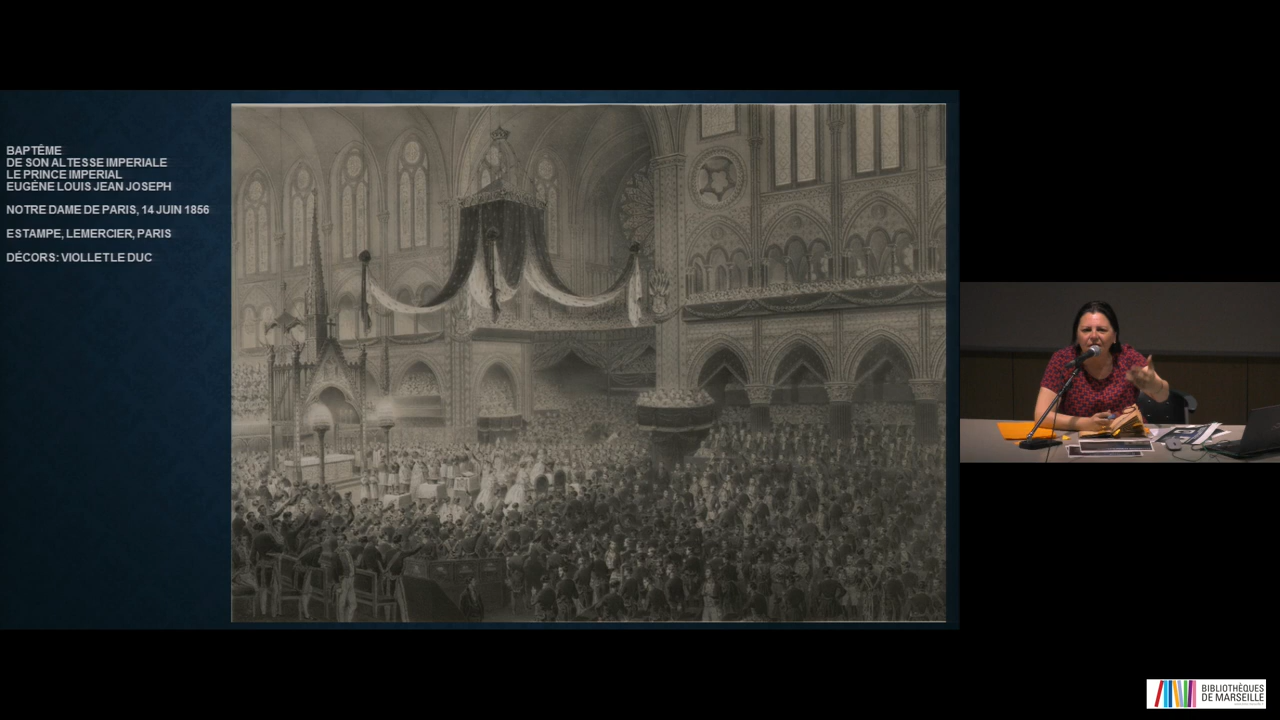 BAPTÊME
DE SON ALTESSE IMPERIALE
LE PRINCE IMPERIAL
EUGÈNE LOUIS JEAN JOSEPH
NOTRE DAME DE PARIS, 14 JUIN 1856
ESTAMPE, LEMERCIER, PARIS
DÉCORS: VIOLLET LE DUC
BIBLIOTHÈQUES
DE MARSEILLE